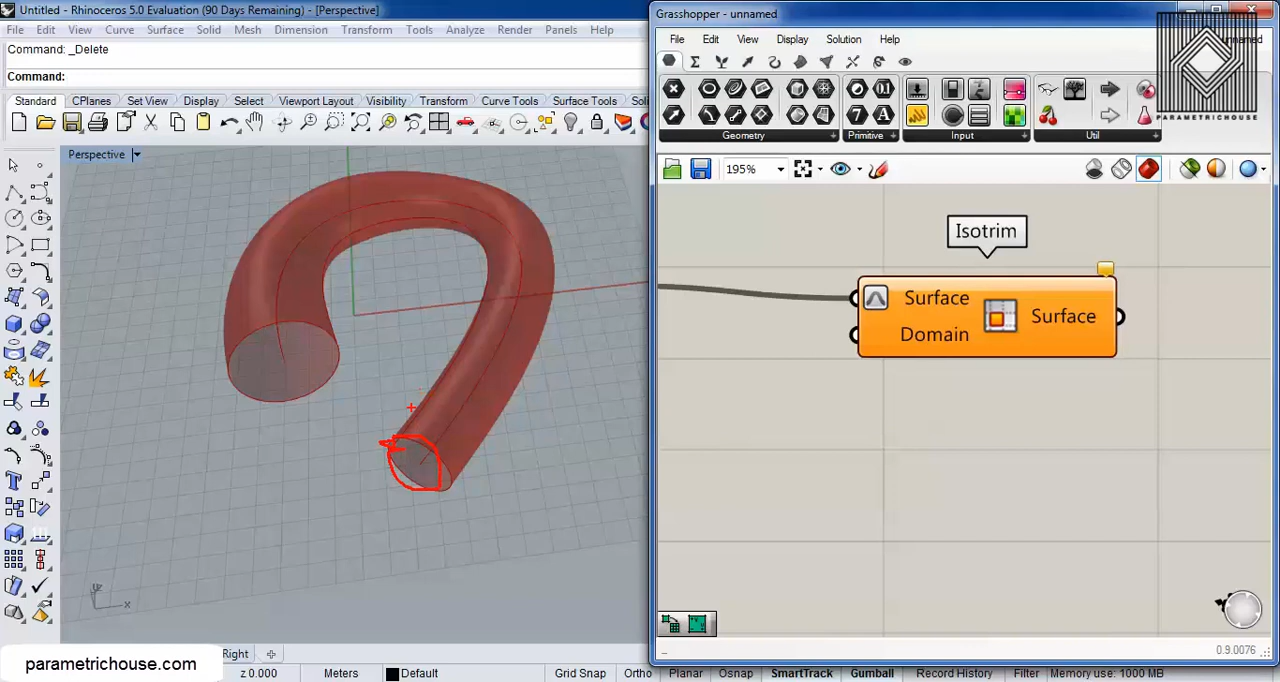 Untitled - Rhinoceros 5.0 Evaluation (90 Days Remaining) - [Perspective]
File Edit View Curve Surface Solid Mesh Dimension Transform Tools Analyze Render Panels Help
Command: _Delete
Command:
Standard CPlanes Set View Display Select Viewport Layout Visibility Transform Curve Tools Surface Tools Soli
Perspective
x
Right
z 0.000 Meters Default Grid Snap Ortho Planar Osnap SmartTrack Gumball Record History Filter Memory use: 1000 MB
parametrichouse.com
Grasshopper - unnamed
File Edit View Display Solution Help
unnamed
PARAMETRICHOUSE
Geometry Primitive Input Util
195%
Isotrim
Surface
Domain
Surface
0.9.0076